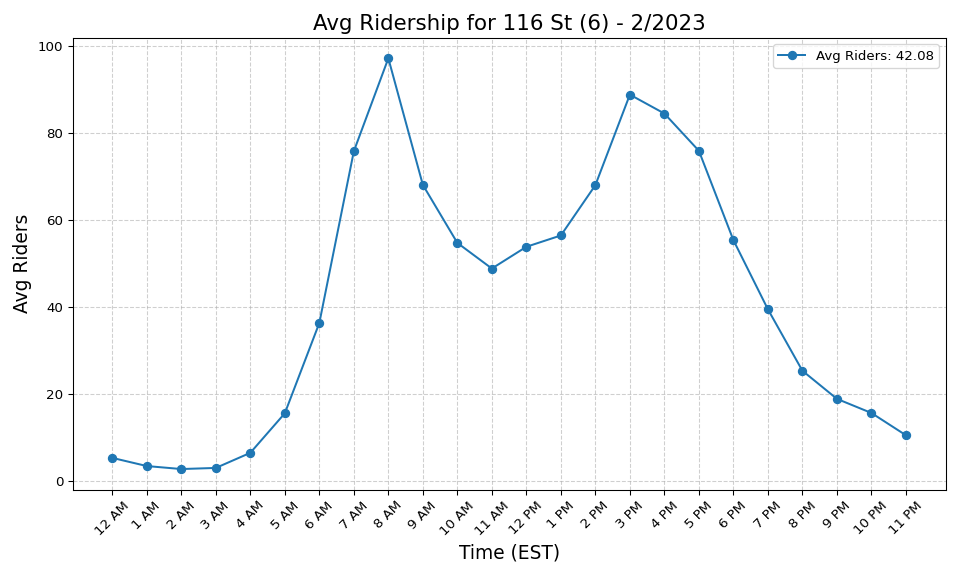 Avg Ridership for 116 St (6) - 2/2023
Avg Riders: 42.08
Avg Riders
100
80
60
40
20
0
12 AM
1 AM
2 AM
3 AM
4 AM
5 AM
6 AM
7 AM
8 AM
9 AM
10 AM
11 AM
12 PM
1 PM
2 PM
3 PM
4 PM
5 PM
6 PM
7 PM
8 PM
9 PM
10 PM
11 PM
Time (EST)